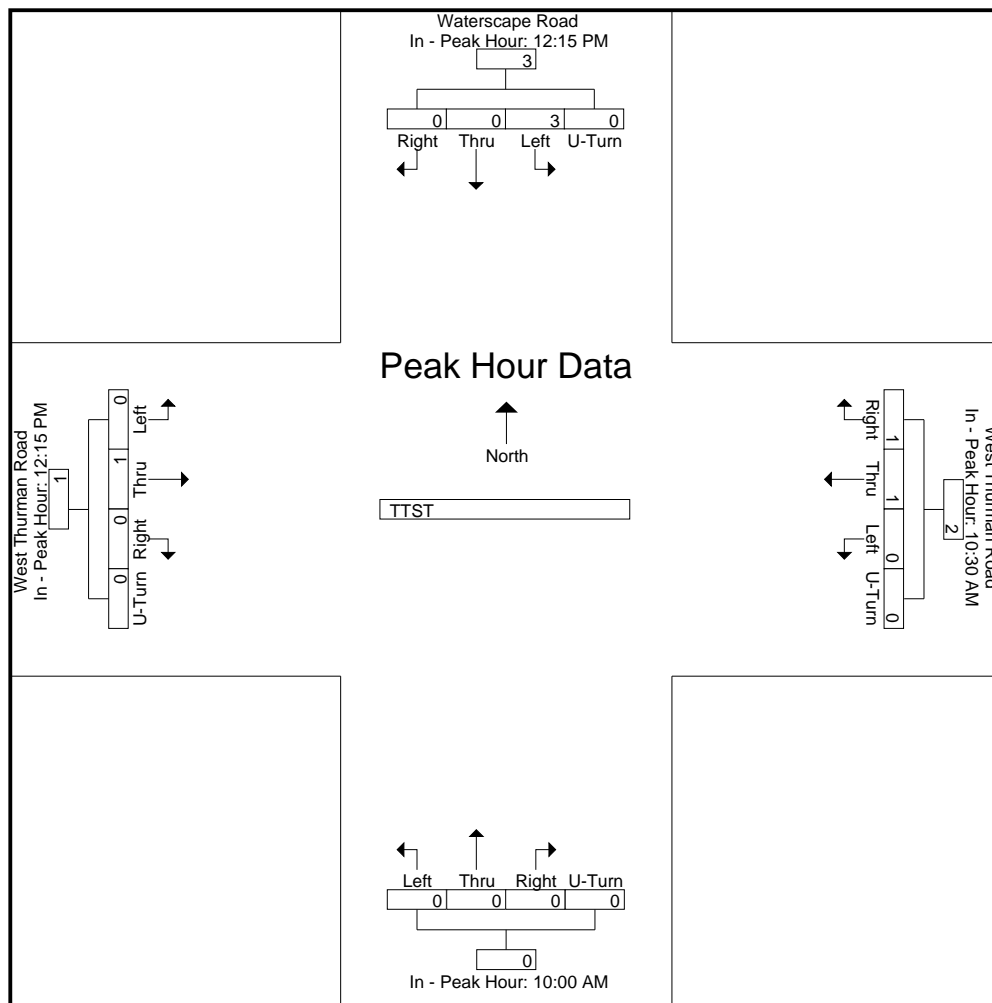 Waterscape Road
In - Peak Hour: 12:15 PM
3
0 0 3 0
Right Thru Left U-Turn
Peak Hour Data
North
TTST
West Thurman Road
In - Peak Hour: 12:15 PM
1
0 1 0 0
Left Thru Right U-Turn
West Thurman Road
In - Peak Hour: 10:30 AM
2
1 1 0 0
Right Thru Left U-Turn
Left Thru Right U-Turn
0 0 0 0
0
In - Peak Hour: 10:00 AM